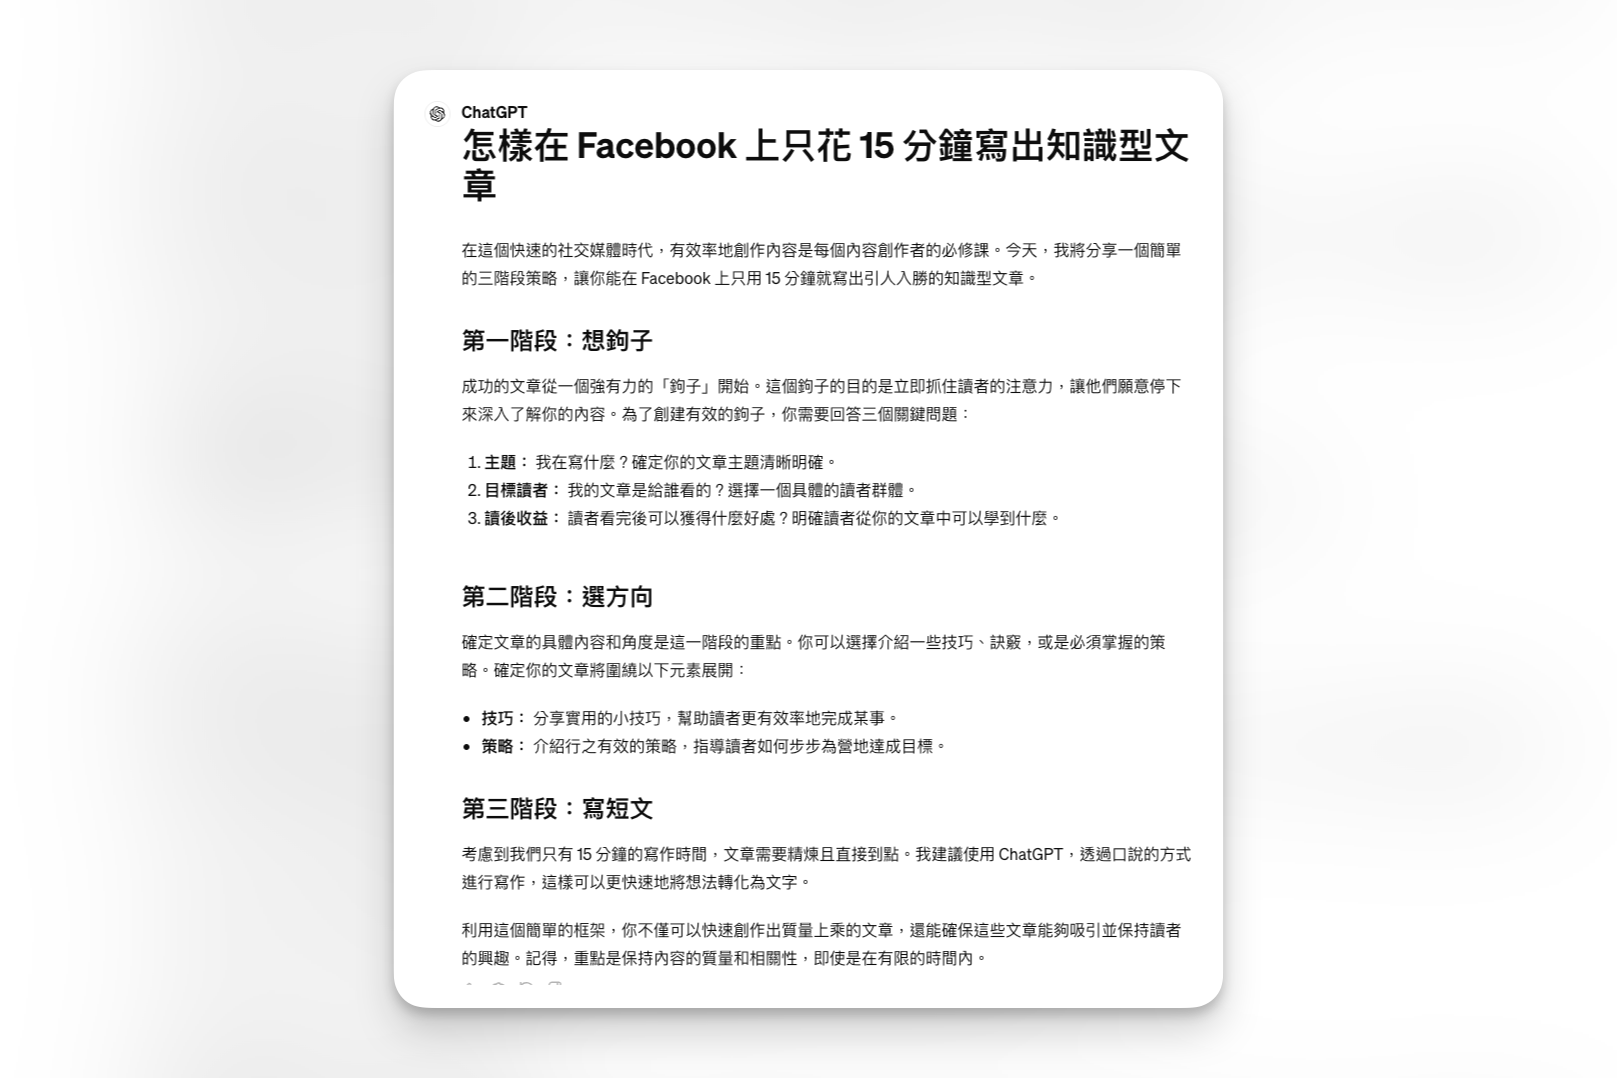 ChatGPT
怎樣在 Facebook 上只花 15 分鐘寫出知識型文
章
在這個快速的社交媒體時代，有效率地創作內容是每個內容創作者的必修課。今天，我將分享一個簡單
的三階段策略，讓你能在 Facebook 上只用 15 分鐘就寫出引人入勝的知識型文章。
第一階段：想鉤子
成功的文章從一個強有力的「鉤子」開始。這個鉤子的目的是立即抓住讀者的注意力，讓他們願意停下
來深入了解你的內容。為了創建有效的鉤子，你需要回答三個關鍵問題：
1. 主題： 我在寫什麼？確定你的文章主題清晰明確。
2. 目標讀者： 我的文章是給誰看的？選擇一個具體的讀者群體。
3. 讀後收益： 讀者看完後可以獲得什麼好處？明確讀者從你的文章中可以學到什麼。
第二階段：選方向
確定文章的具體內容和角度是這一階段的重點。你可以選擇介紹一些技巧、訣竅，或是必須掌握的策
略。確定你的文章將圍繞以下元素展開：
• 技巧： 分享實用的小技巧，幫助讀者更有效率地完成某事。
• 策略： 介紹行之有效的策略，指導讀者如何步步為營地達成目標。
第三階段：寫短文
考慮到我們只有 15 分鐘的寫作時間，文章需要精煉且直接到點。我建議使用 ChatGPT，透過口說的方式
進行寫作，這樣可以更快速地將想法轉化為文字。
利用這個簡單的框架，你不僅可以快速創作出質量上乘的文章，還能確保這些文章能夠吸引並保持讀者
的興趣。記得，重點是保持內容的質量和相關性，即使是在有限的時間內。